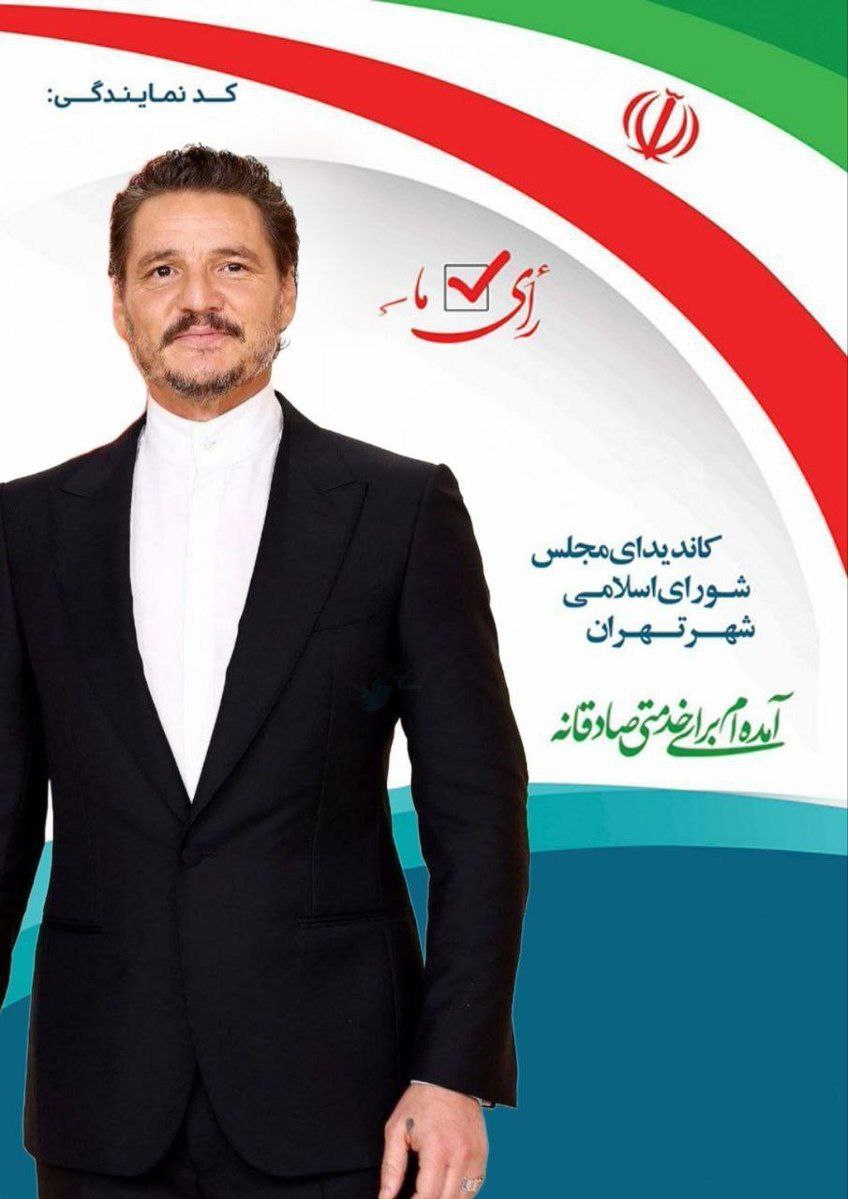 کد نمایندگی:
رأی ما
کاندیدای مجلس
شورای اسلامی
شهر تهران
آمده‌ام برای خدمتی صادقانه